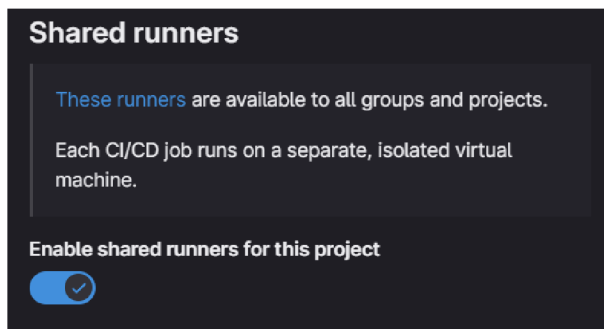 Shared runners
These runners are available to all groups and projects.
Each CI/CD job runs on a separate, isolated virtual
machine.
Enable shared runners for this project